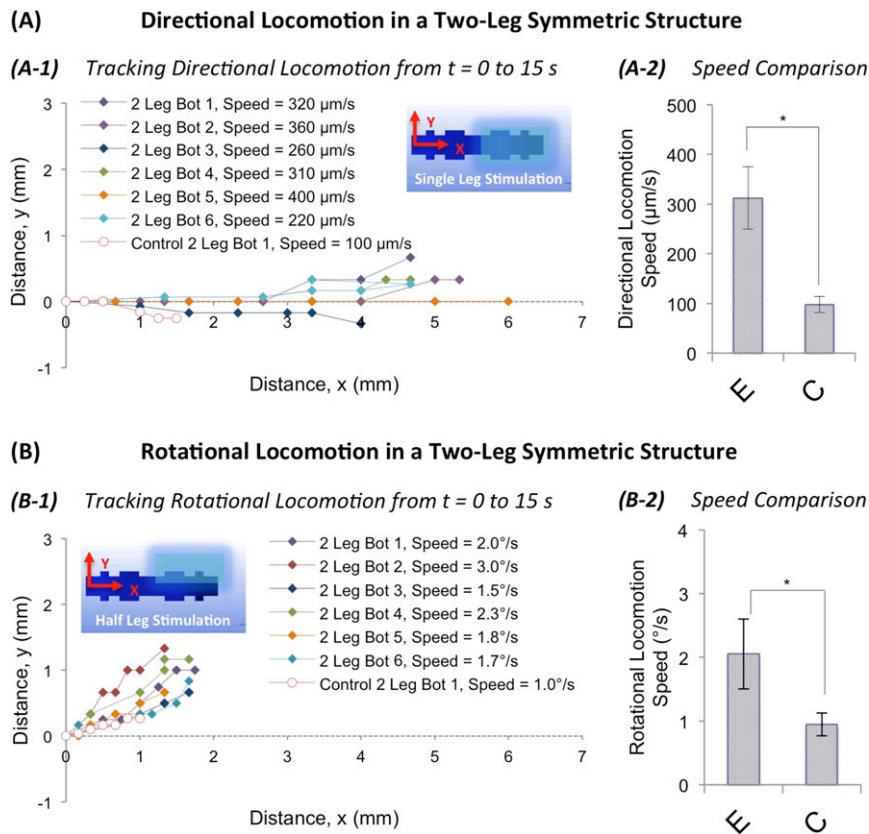 (A) Directional Locomotion in a Two-Leg Symmetric Structure
(A-1) Tracking Directional Locomotion from t = 0 to 15 s
3
2
1
0
-1
Distance, y (mm)
2 Leg Bot 1, Speed = 320 μm/s
2 Leg Bot 2, Speed = 360 μm/s
2 Leg Bot 3, Speed = 260 μm/s
2 Leg Bot 4, Speed = 310 μm/s
2 Leg Bot 5, Speed = 400 μm/s
2 Leg Bot 6, Speed = 220 μm/s
Control 2 Leg Bot 1, Speed = 100 μm/s
Y
X
Single Leg Stimulation
0 1 2 3 4 5 6 7
Distance, x (mm)
(A-2) Speed Comparison
500
400
300
200
100
0
Directional Locomotion
Speed (μm/s)
*
E C
(B) Rotational Locomotion in a Two-Leg Symmetric Structure
(B-1) Tracking Rotational Locomotion from t = 0 to 15 s
3
2
1
0
-1
Distance, y (mm)
Y
X
Half Leg Stimulation
2 Leg Bot 1, Speed = 2.0°/s
2 Leg Bot 2, Speed = 3.0°/s
2 Leg Bot 3, Speed = 1.5°/s
2 Leg Bot 4, Speed = 2.3°/s
2 Leg Bot 5, Speed = 1.8°/s
2 Leg Bot 6, Speed = 1.7°/s
Control 2 Leg Bot 1, Speed = 1.0°/s
0 1 2 3 4 5 6 7
Distance, x (mm)
(B-2) Speed Comparison
4
3
2
1
0
Rotational Locomotion
Speed (°/s)
*
E C